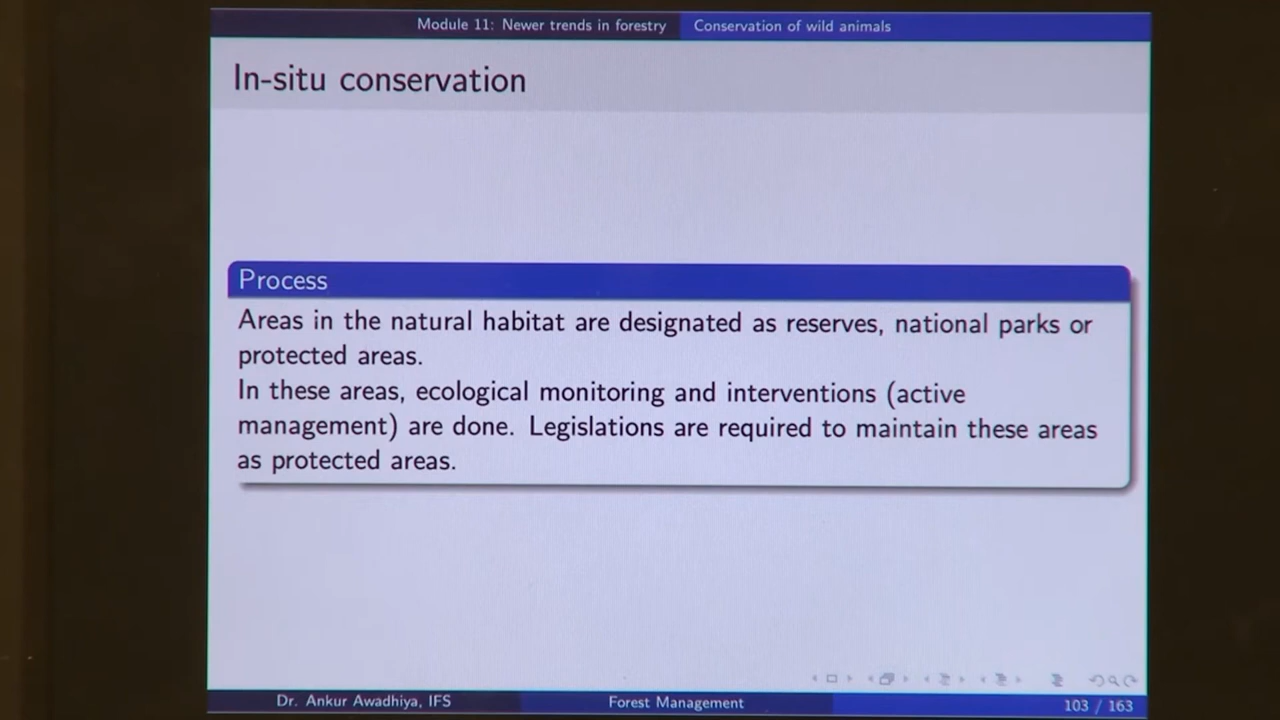 Module 11: Newer trends in forestry Conservation of wild animals
In-situ conservation
Process
Areas in the natural habitat are designated as reserves, national parks or
protected areas.
In these areas, ecological monitoring and interventions (active
management) are done. Legislations are required to maintain these areas
as protected areas.
Dr. Ankur Awadhiya, IFS Forest Management 103 / 163